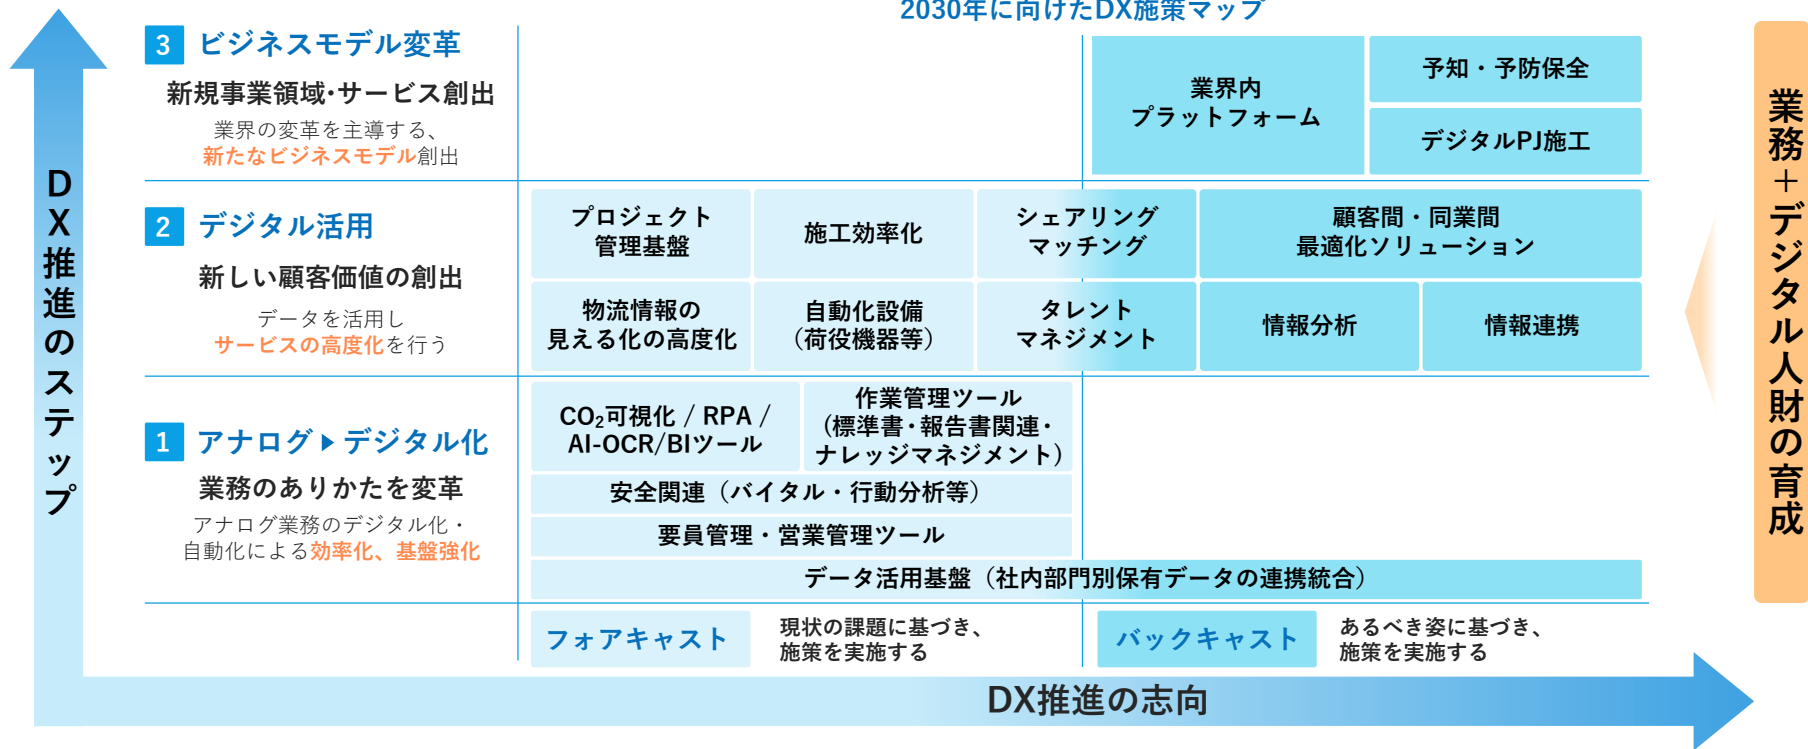 2030年に向けたDX施策マップ
DX推進のステップ
3 ビジネスモデル変革
新規事業領域・サービス創出
業界の変革を主導する、
新たなビジネスモデル創出
業界内
プラットフォーム
予知・予防保全
デジタルPJ施工
2 デジタル活用
新しい顧客価値の創出
データを活用し
サービスの高度化を行う
プロジェクト
管理基盤
施工効率化
シェアリング
マッチング
顧客間・同業間
最適化ソリューション
物流情報の
見える化の高度化
自動化設備
（荷役機器等）
タレント
マネジメント
情報分析
情報連携
1 アナログ▶デジタル化
業務のありかたを変革
アナログ業務のデジタル化・
自動化による効率化、基盤強化
CO₂可視化 / RPA /
AI-OCR/BIツール
作業管理ツール
（標準書・報告書関連・
ナレッジマネジメント）
安全関連（バイタル・行動分析等）
要員管理・営業管理ツール
データ活用基盤（社内部門別保有データの連携統合）
フォアキャスト
現状の課題に基づき、
施策を実施する
バックキャスト
あるべき姿に基づき、
施策を実施する
DX推進の志向
業務＋デジタル人財の育成